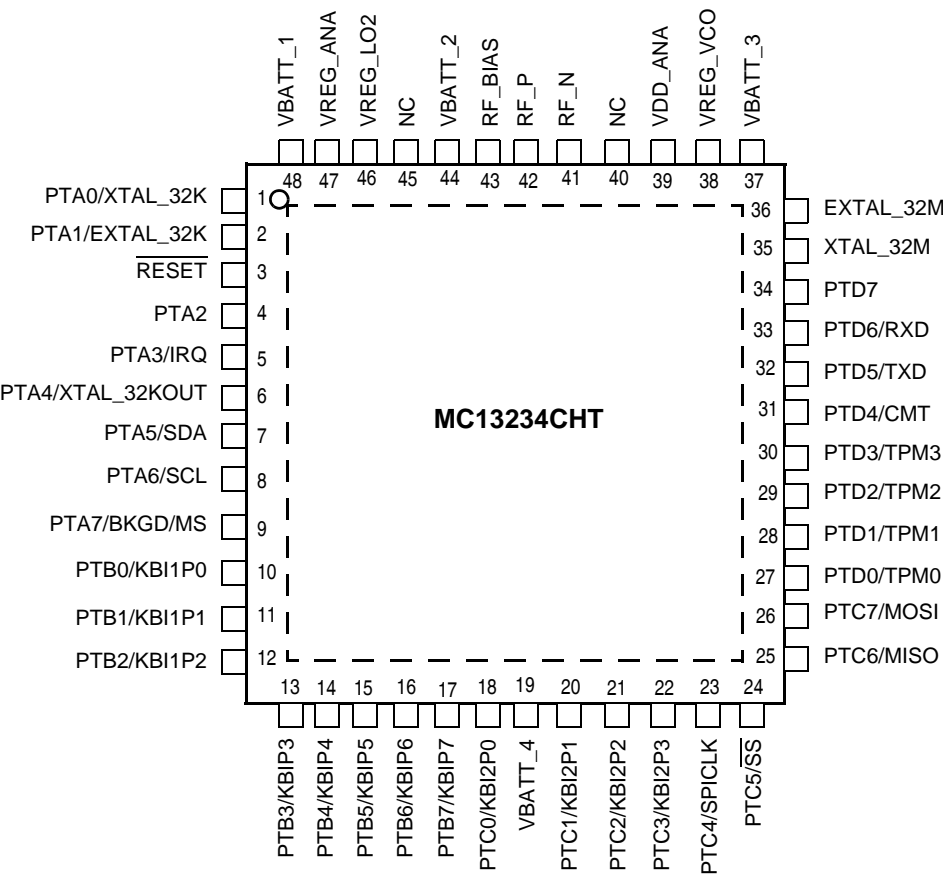 VBATT_1
VREG_ANA
VREG_LO2
NC
VBATT_2
RF_BIAS
RF_P
RF_N
NC
VDD_ANA
VREG_VCO
VBATT_3
48
47
46
45
44
43
42
41
40
39
38
37
PTA0/XTAL_32K
1
PTA1/EXTAL_32K
2
RESET
3
PTA2
4
PTA3/IRQ
5
PTA4/XTAL_32KOUT
6
PTA5/SDA
7
PTA6/SCL
8
PTA7/BKGD/MS
9
PTB0/KBI1P0
10
PTB1/KBI1P1
11
PTB2/KBI1P2
12
MC13234CHT
36
EXTAL_32M
35
XTAL_32M
34
PTD7
33
PTD6/RXD
32
PTD5/TXD
31
PTD4/CMT
30
PTD3/TPM3
29
PTD2/TPM2
28
PTD1/TPM1
27
PTD0/TPM0
26
PTC7/MOSI
25
PTC6/MISO
13
14
15
16
17
18
19
20
21
22
23
24
PTB3/KBIP3
PTB4/KBIP4
PTB5/KBIP5
PTB6/KBIP6
PTB7/KBIP7
PTC0/KBI2P0
VBATT_4
PTC1/KBI2P1
PTC2/KBI2P2
PTC3/KBI2P3
PTC4/SPICLK
PTC5/SS